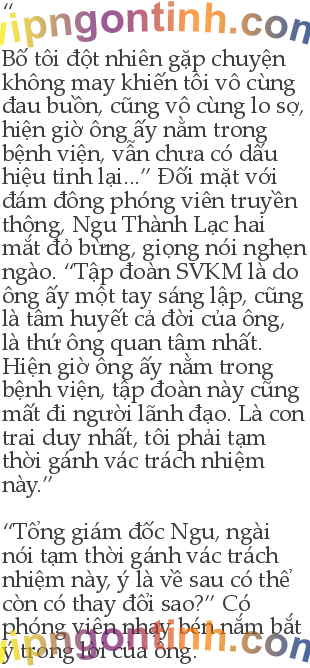 “
vipngontinh.com
Bố tôi đột nhiên gặp chuyện
không may khiến tôi vô cùng
đau buồn, cũng vô cùng lo sợ,
hiện giờ ông ấy nằm trong
bệnh viện, vẫn chưa có dấu
hiệu tỉnh lại...” Đối mặt với
đám đông phóng viên truyền
thông, Ngu Thành Lạc hai
mắt đỏ bừng, giọng nói nghẹn
ngào. “Tập đoàn SVKM là do
ông ấy một tay sáng lập, cũng
là tâm huyết cả đời của ông,
là thứ ông quan tâm nhất.
Hiện giờ ông ấy nằm trong
bệnh viện, tập đoàn này cũng
mất đi người lãnh đạo. Là con
trai duy nhất, tôi phải tạm
thời gánh vác trách nhiệm
này.”
“Tổng giám đốc Ngu, ngài
nói tạm thời gánh vác trách
nhiệm này, ý là về sau có thể
còn có thay đổi sao?” Có
phóng viên nhạy bén nắm bắt
ý trong lời của ông.
vipngontinh.com